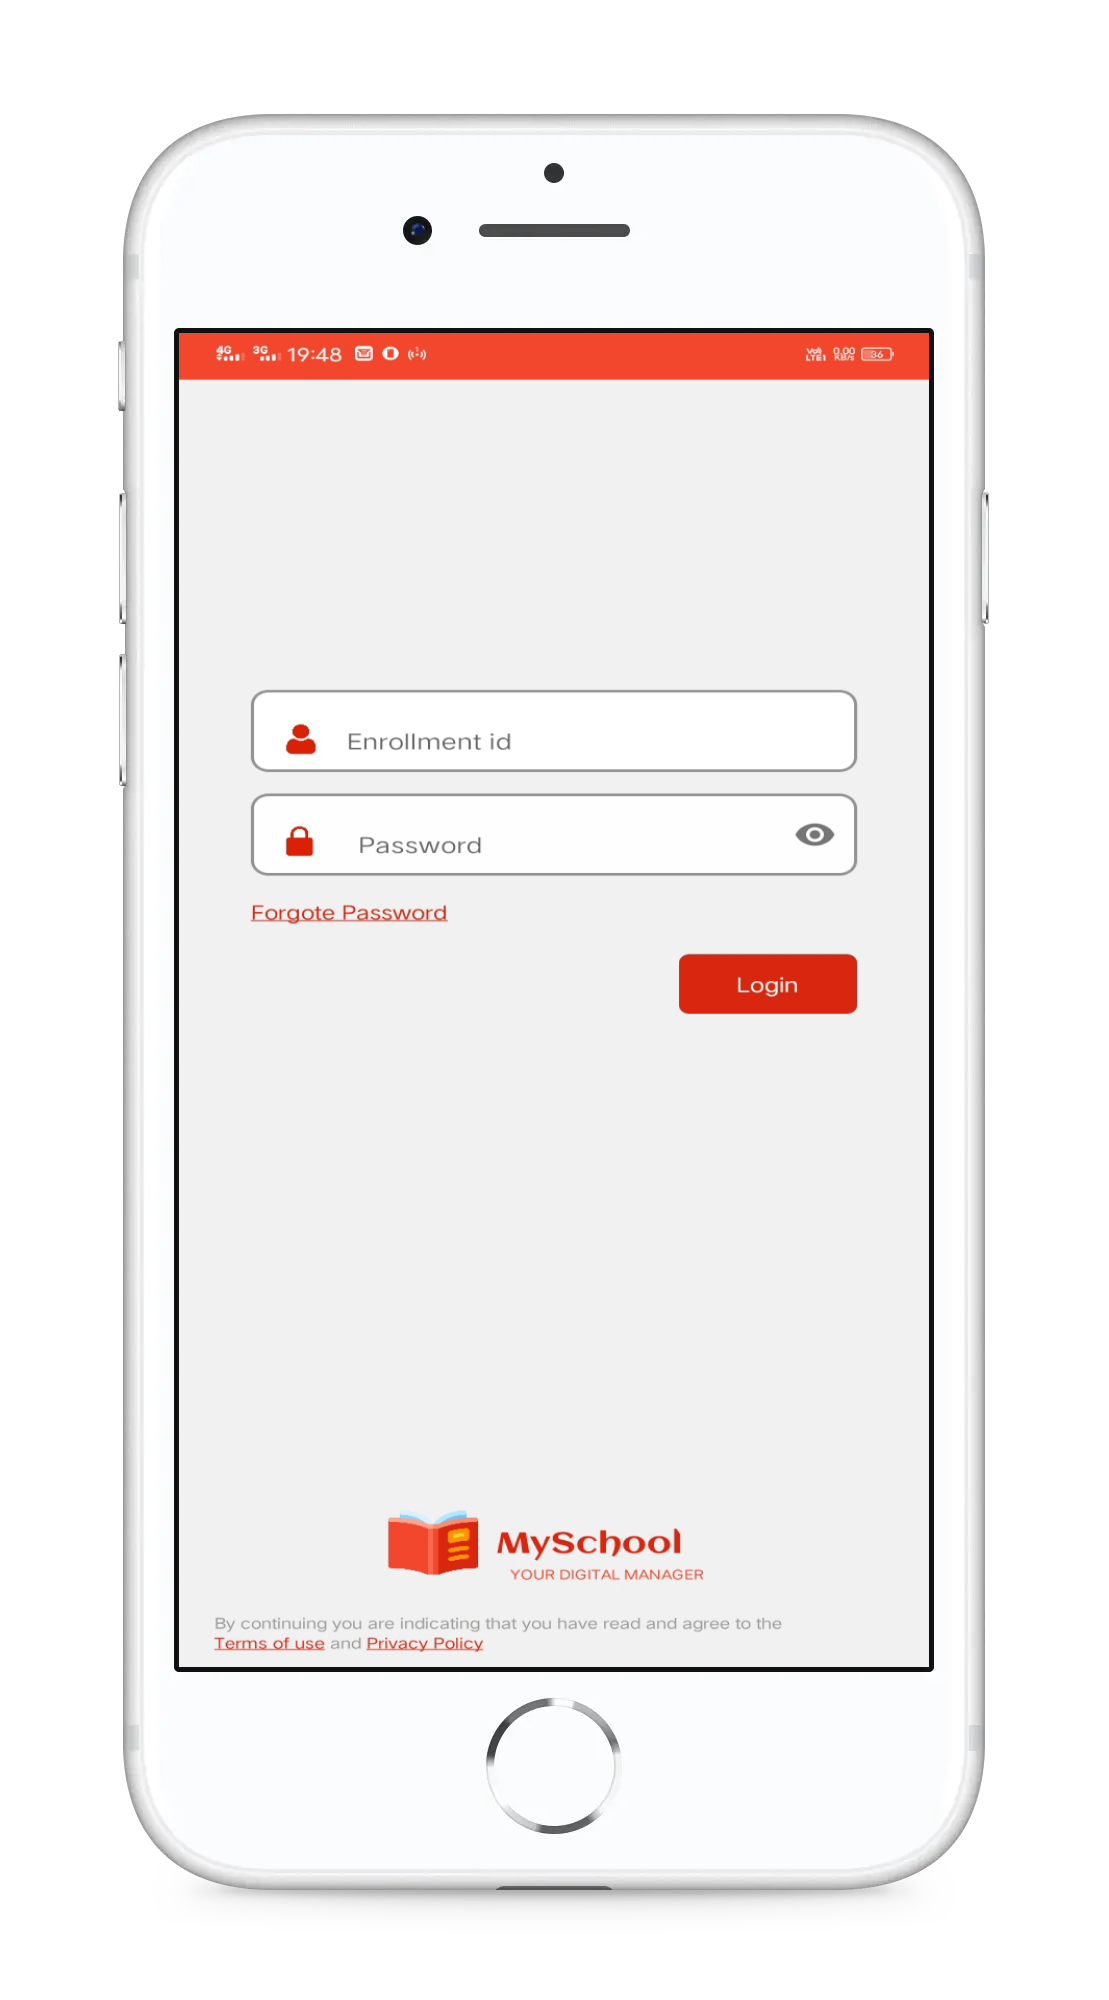 4G 3G 19:48 VoLTE1 0.00 KB/s 36
Enrollment id
Password
Forgote Password
Login
MySchool
YOUR DIGITAL MANAGER
By continuing you are indicating that you have read and agree to the
Terms of use and Privacy Policy